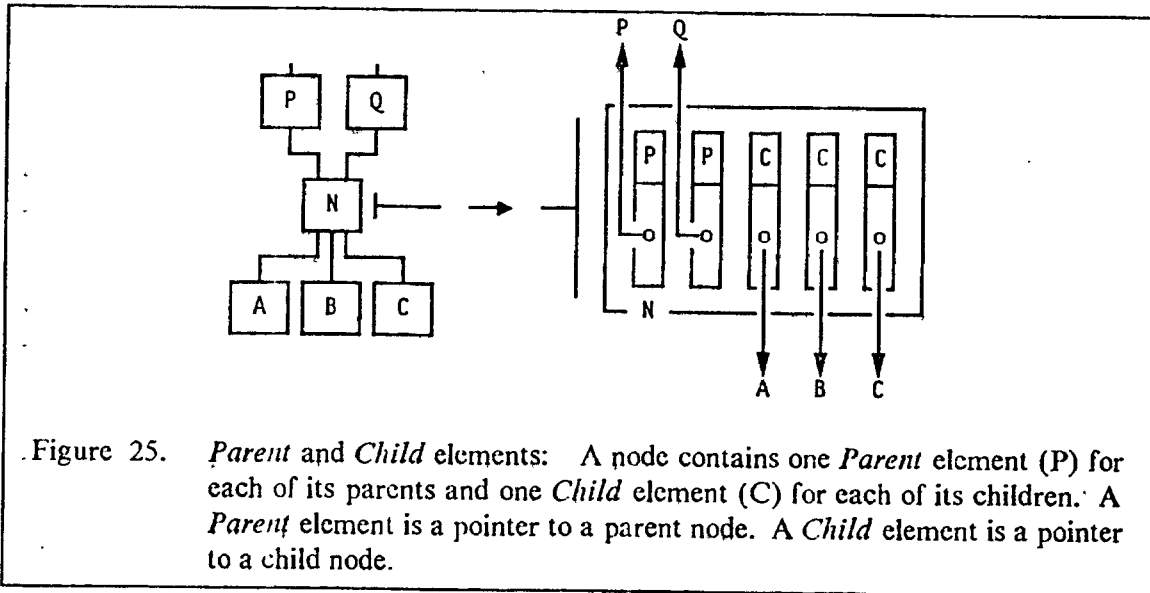 P Q
P Q
P P C C C
N
A B C
N
A B C
Figure 25. Parent and Child elements: A node contains one Parent element (P) for
each of its parents and one Child element (C) for each of its children. A
Parent element is a pointer to a parent node. A Child element is a pointer
to a child node.